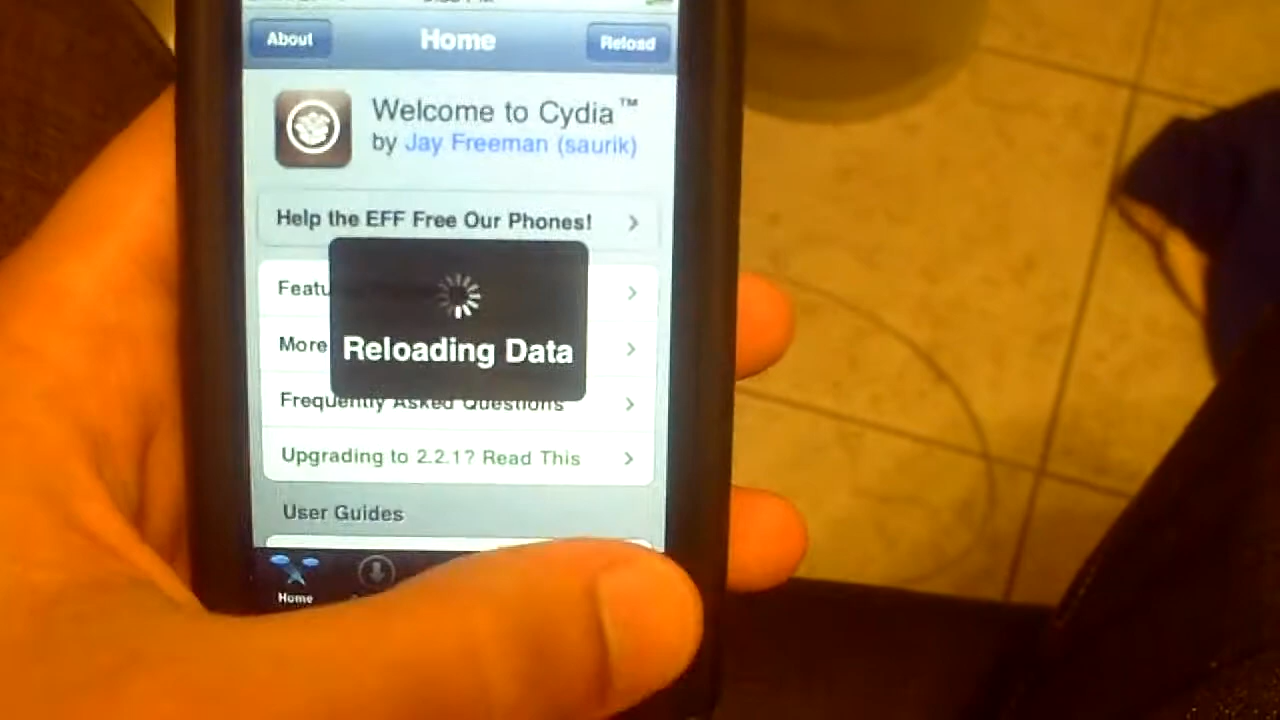 About
Home
Reload
Welcome to Cydia™
by Jay Freeman (saurik)
Help the EFF Free Our Phones!
Featu
Reloading Data
More
Frequently Asked Questions
Upgrading to 2.2.1? Read This
User Guides
Home